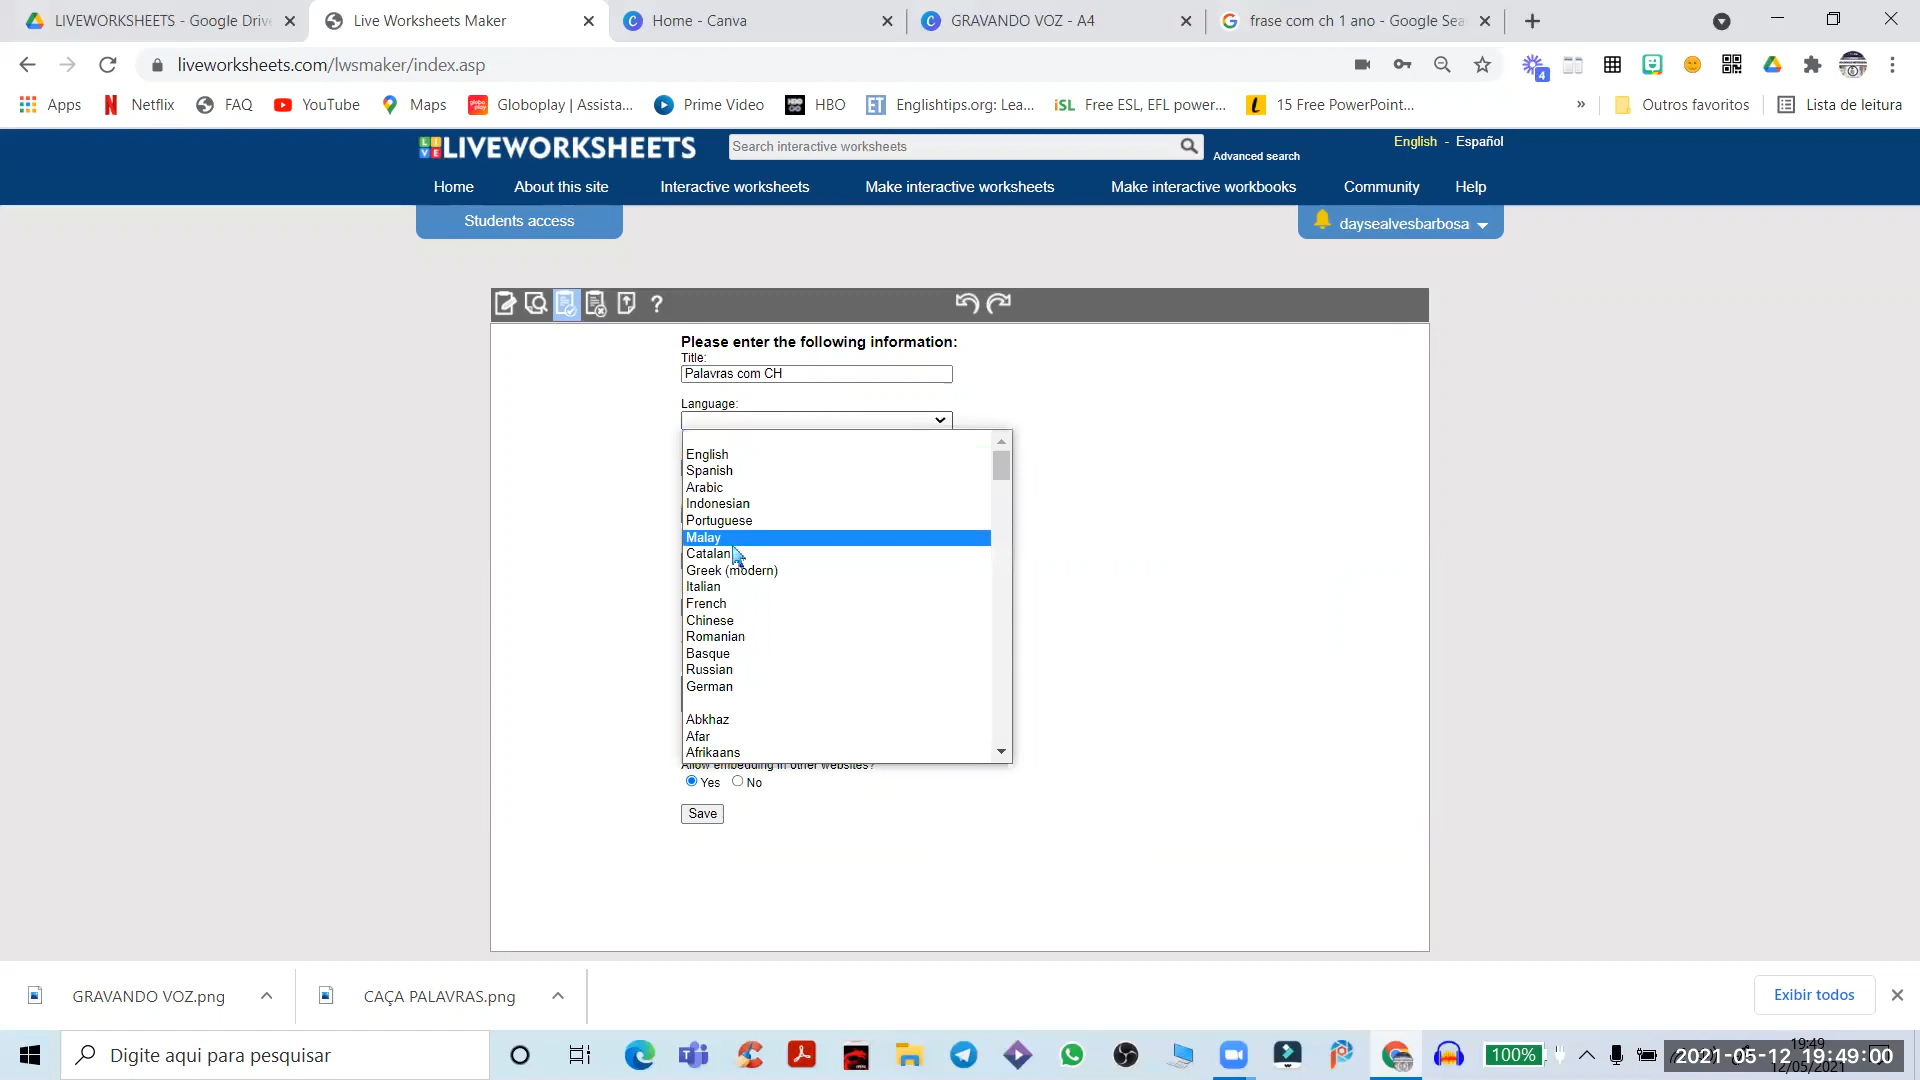 LIVEWORKSHEETS - Google Drive
Live Worksheets Maker
Home - Canva
GRAVANDO VOZ - A4
frase com ch 1 ano - Google Sea
liveworksheets.com/lwsmaker/index.asp
4
Apps
Netflix
FAQ
YouTube
Maps
Globoplay | Assista...
Prime Video
HBO
Englishtips.org: Lea...
Free ESL, EFL power...
15 Free PowerPoint...
Outros favoritos
Lista de leitura
LIVEWORKSHEETS
Search interactive worksheets
Advanced search
English - Español
Home
About this site
Interactive worksheets
Make interactive worksheets
Make interactive workbooks
Community
Help
Students access
daysealvesbarbosa
Please enter the following information:
Title:
Palavras com CH
Language:
English
Spanish
Arabic
Indonesian
Portuguese
Malay
Catalan
Greek (modern)
Italian
French
Chinese
Romanian
Basque
Russian
German
Abkhaz
Afar
Afrikaans
Allow embedding in other websites?
Yes No
Save
GRAVANDO VOZ.png
CAÇA PALAVRAS.png
Exibir todos
Digite aqui para pesquisar
100%
19:49
2021-05-12 19:49:00
12/05/2021